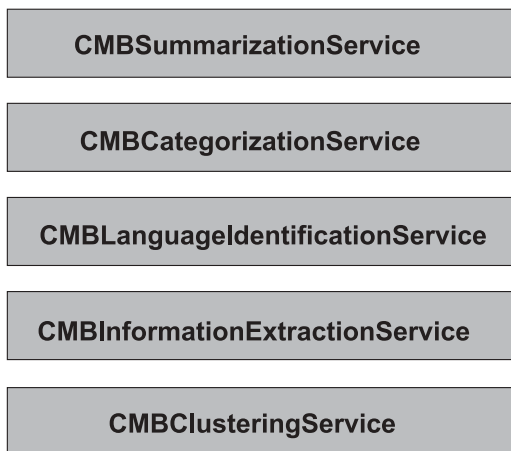 CMBSummarizationService
CMBCategorizationService
CMBLanguageIdentificationService
CMBInformationExtractionService
CMBClusteringService